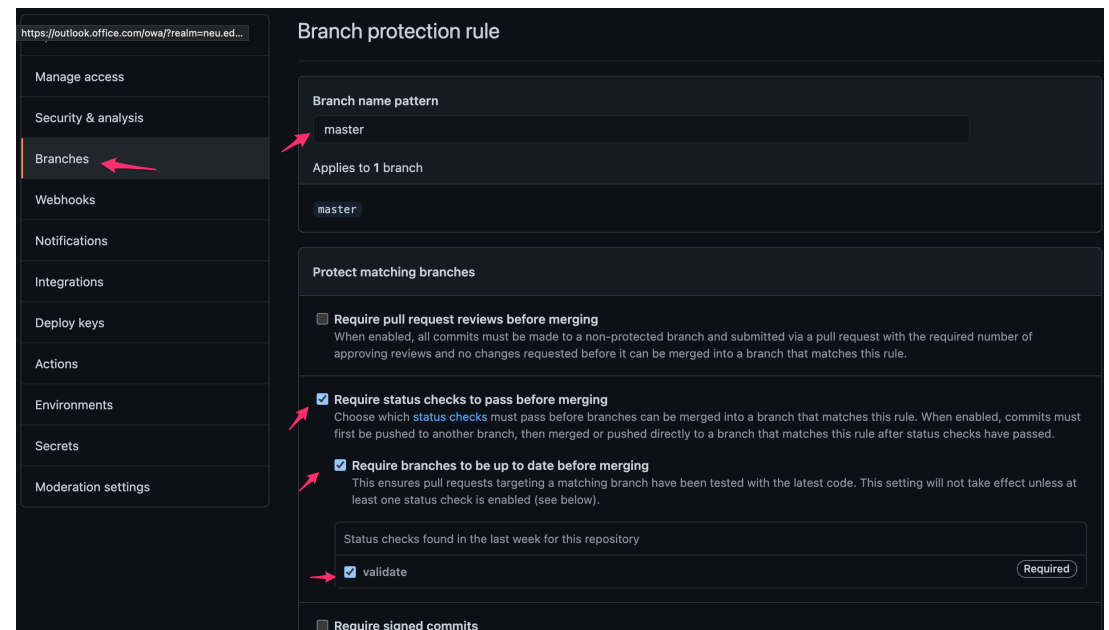 https://outlook.office.com/owa/?realm=neu.ed...
Manage access
Security & analysis
Branches
Webhooks
Notifications
Integrations
Deploy keys
Actions
Environments
Secrets
Moderation settings
Branch protection rule
Branch name pattern
master
Applies to 1 branch
master
Protect matching branches
Require pull request reviews before merging
When enabled, all commits must be made to a non-protected branch and submitted via a pull request with the required number of
approving reviews and no changes requested before it can be merged into a branch that matches this rule.
Require status checks to pass before merging
Choose which status checks must pass before branches can be merged into a branch that matches this rule. When enabled, commits must
first be pushed to another branch, then merged or pushed directly to a branch that matches this rule after status checks have passed.
Require branches to be up to date before merging
This ensures pull requests targeting a matching branch have been tested with the latest code. This setting will not take effect unless at
least one status check is enabled (see below).
Status checks found in the last week for this repository
validate
Required
Require signed commits